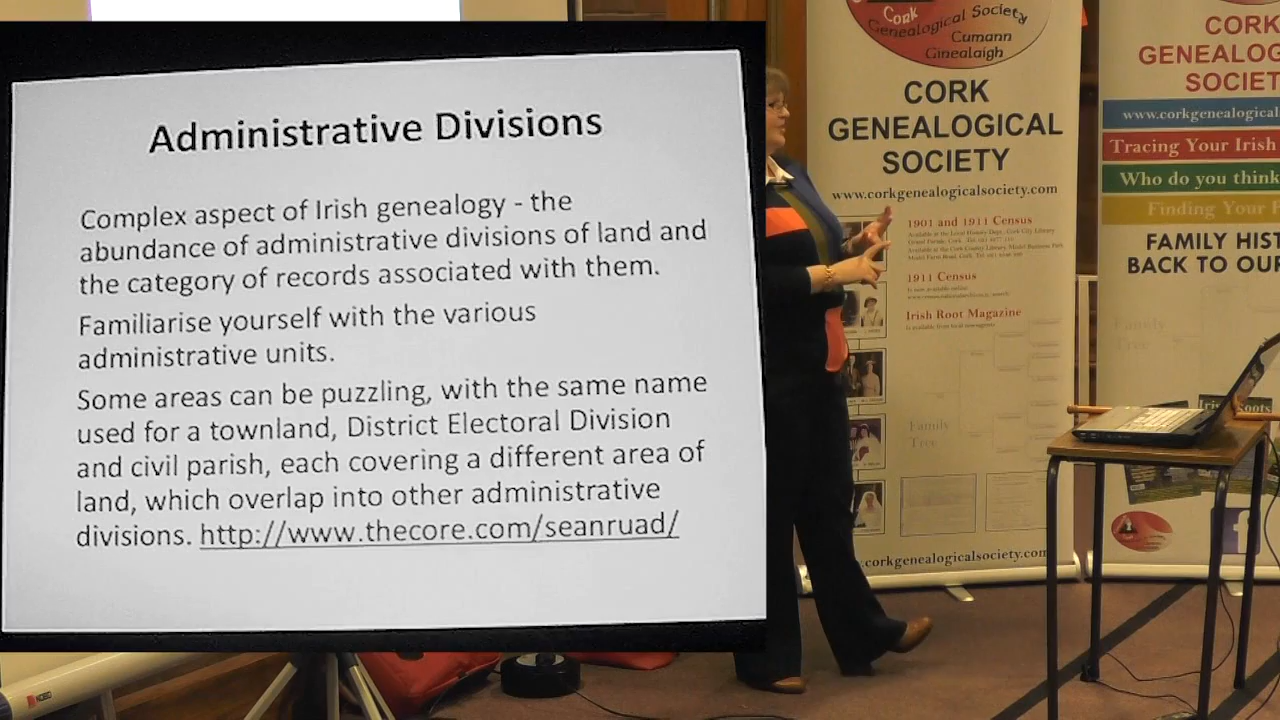 Administrative Divisions
Complex aspect of Irish genealogy - the
abundance of administrative divisions of land and
the category of records associated with them.
Familiarise yourself with the various
administrative units.
Some areas can be puzzling, with the same name
used for a townland, District Electoral Division
and civil parish, each covering a different area of
land, which overlap into other administrative
divisions. http://www.thecore.com/seanruad/
Cork
Genealogical Society
Cumann
Ginealaigh
CORK
GENEALOGICAL
SOCIETY
www.corkgenealogicalsociety.com
1901 and 1911 Census
1911 Census
Irish Root Magazine
Family
Tree
.corkgenealogicalsociety.com
CORK
GENEALOGICAL
SOCIET
www.corkgenealogical
Tracing Your Irish
Who do you think
Finding Your
FAMILY HIST
BACK TO OUR
Family
Tree